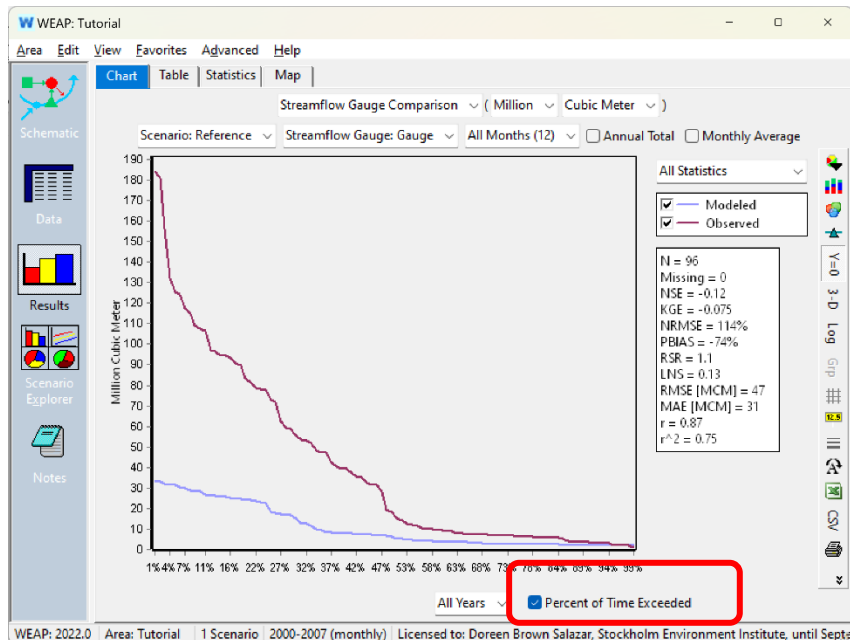 WEAP: Tutorial
Area Edit View Favorites Advanced Help
Chart Table Statistics Map
Streamflow Gauge Comparison ( Million Cubic Meter )
Scenario: Reference Streamflow Gauge: Gauge All Months (12) Annual Total Monthly Average
Schematic
Data
Results
Scenario
Explorer
Notes
Million Cubic Meter
190
180
170
160
150
140
130
120
110
100
90
80
70
60
50
40
30
20
10
0
1% 4% 7% 11% 16% 22% 27% 32% 37% 42% 47% 53% 58% 63% 68% 73% 78% 84% 89% 94% 99%
All Statistics
Modeled
Observed
N = 96
Missing = 0
NSE = -0.12
KGE = -0.075
NRMSE = 114%
PBIAS = -74%
RSR = 1.1
LNS = 0.13
RMSE [MCM] = 47
MAE [MCM] = 31
r = 0.87
r^2 = 0.75
Y=0
3-D
Log
Grp
12.5
CSV
All Years Percent of Time Exceeded
WEAP: 2022.0 Area: Tutorial 1 Scenario 2000-2007 (monthly) Licensed to: Doreen Brown Salazar, Stockholm Environment Institute, until Sept